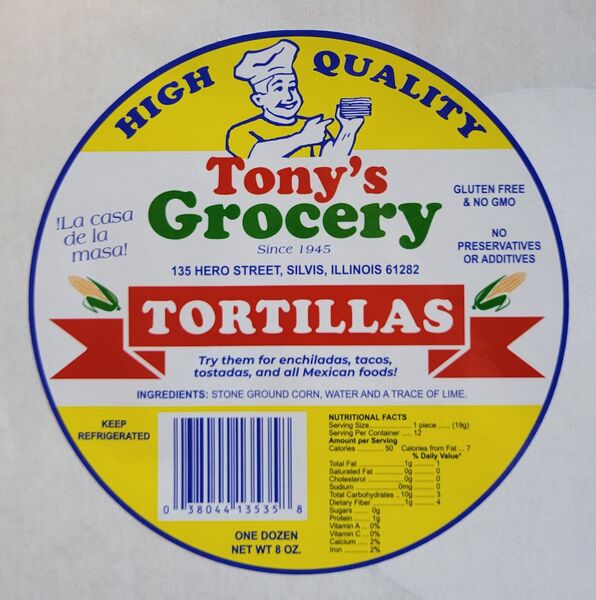 HIGH QUALITY
Tony's
Grocery
Since 1945
!La casa
de la
masa!
GLUTEN FREE
& NO GMO
NO
PRESERVATIVES
OR ADDITIVES
135 HERO STREET, SILVIS, ILLINOIS 61282
TORTILLAS
Try them for enchiladas, tacos,
tostadas, and all Mexican foods!
INGREDIENTS: STONE GROUND CORN, WATER AND A TRACE OF LIME.
KEEP
REFRIGERATED
0 38044 13535 8
ONE DOZEN
NET WT 8 OZ.
NUTRITIONAL FACTS
Serving Size.................. 1 piece ...... (19g)
Serving Per Container .... 12
Amount per Serving
Calories ............ 50 Calories from Fat .. 7
% Daily Value*
Total Fat ..................1g ......... 1
Saturated Fat ..........0g ......... 0
Cholesterol ..............0g ......... 0
Sodium ..................0mg ......... 0
Total Carbohydrates ..10g ......... 3
Dietary Fiber ............1g ......... 4
Sugars ..... 0g
Protein ..... 1g
Vitamin A ... 0%
Vitamin C ... 0%
Calcium ..... 2%
Iron ..... 2%